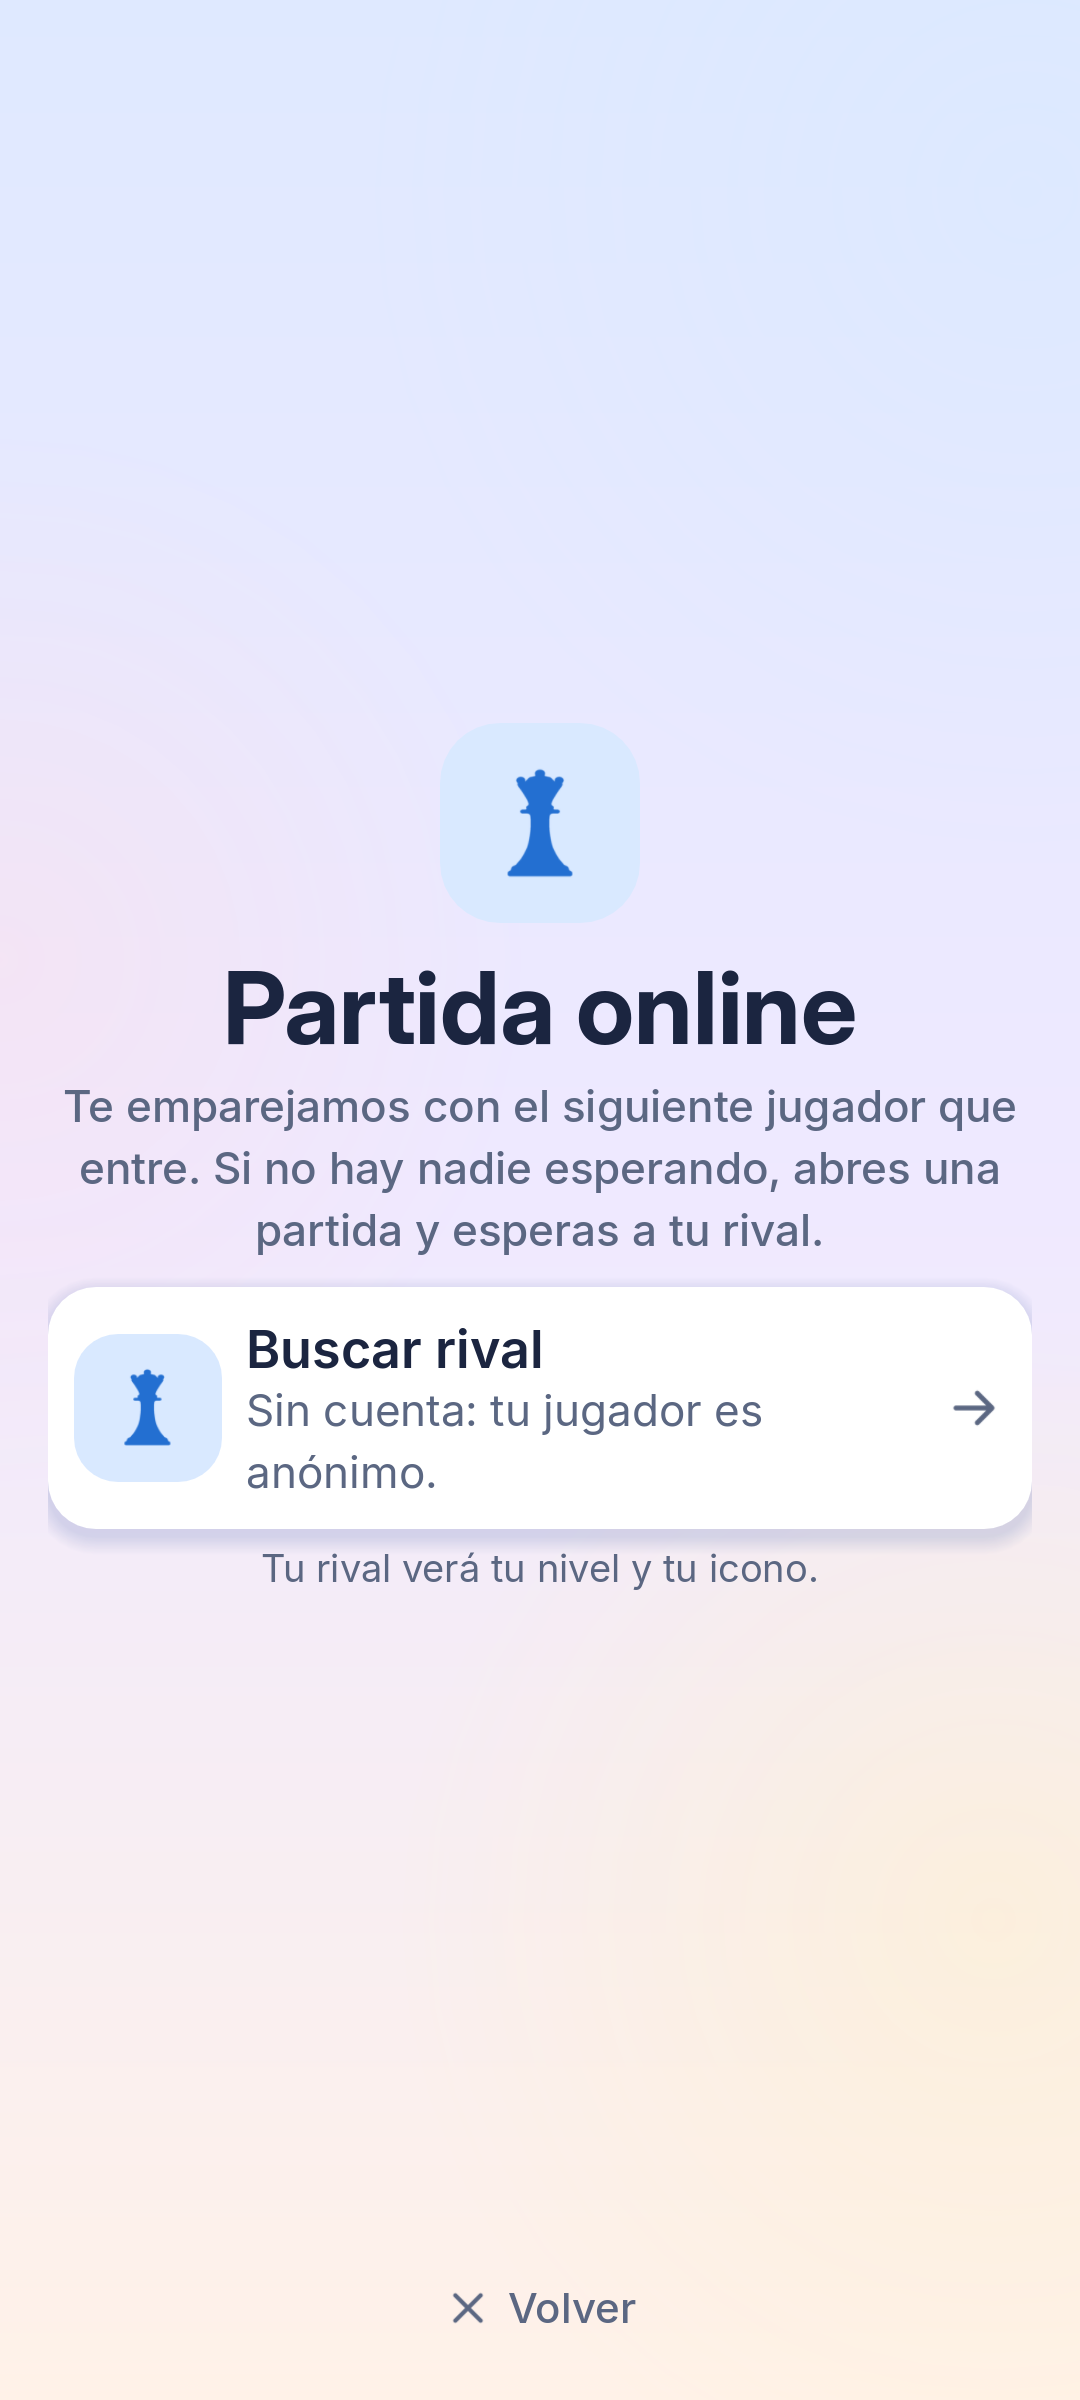 Partida online
Te emparejamos con el siguiente jugador que
entre. Si no hay nadie esperando, abres una
partida y esperas a tu rival.
Buscar rival
Sin cuenta: tu jugador es
anónimo.
Tu rival verá tu nivel y tu icono.
Volver